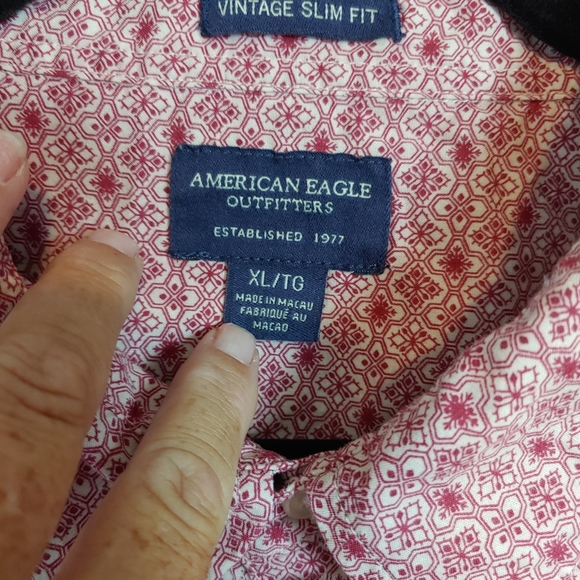 VINTAGE SLIM FIT
AMERICAN EAGLE
OUTFITTERS
ESTABLISHED 1977
XL/TG
MADE IN MACAU
FABRIQUÉ AU
MACAO